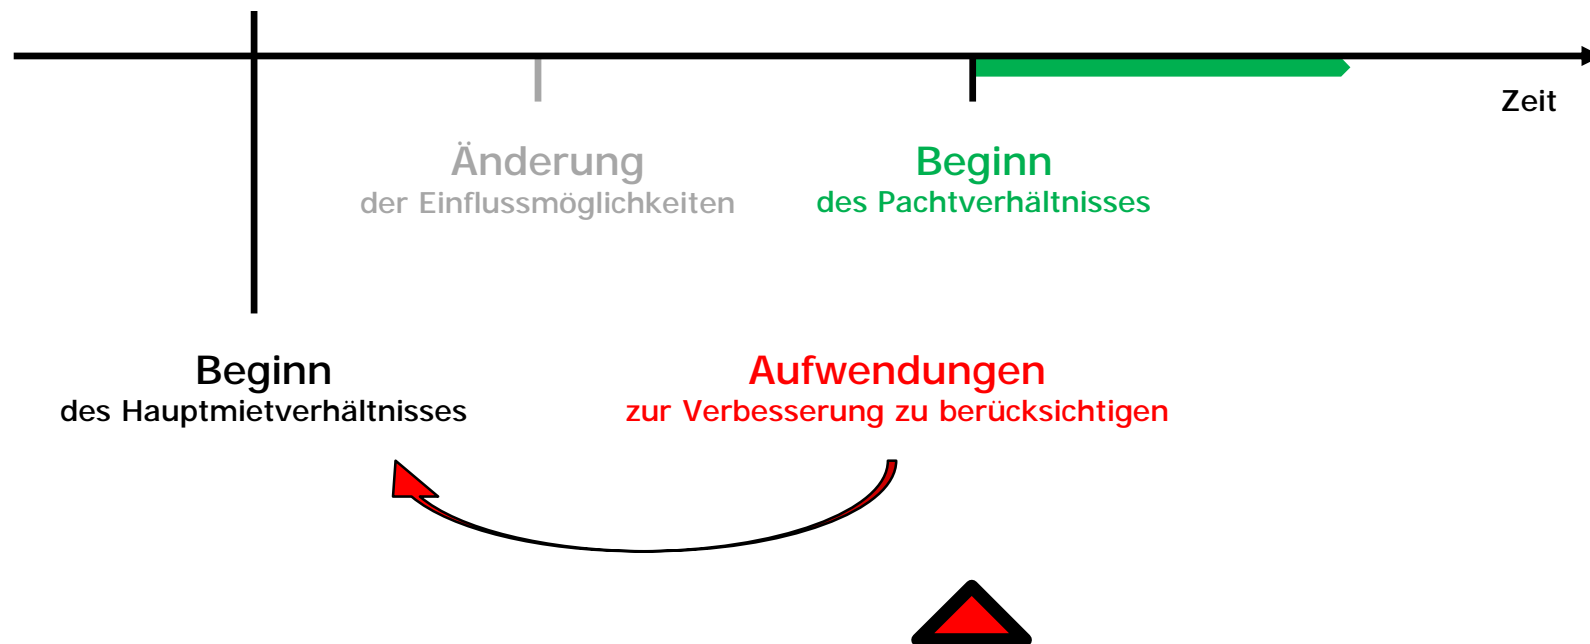 Zeit
Änderung
der Einflussmöglichkeiten
Beginn
des Pachtverhältnisses
Beginn
des Hauptmietverhältnisses
Aufwendungen
zur Verbesserung zu berücksichtigen